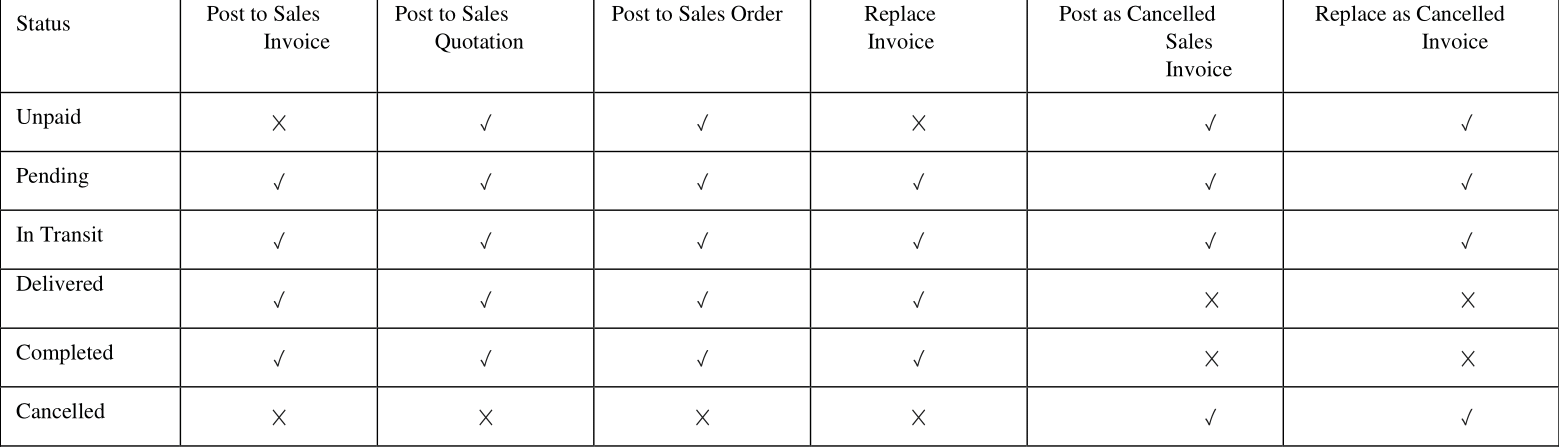 Status
Post to Sales
Invoice
Post to Sales
Quotation
Post to Sales Order
Replace
Invoice
Post as Cancelled
Sales
Invoice
Replace as Cancelled
Invoice
Unpaid X ✓ ✓ X ✓ ✓
Pending ✓ ✓ ✓ ✓ ✓ ✓
In Transit ✓ ✓ ✓ ✓ ✓ ✓
Delivered ✓ ✓ ✓ ✓ X X
Completed ✓ ✓ ✓ ✓ X X
Cancelled X X X X ✓ ✓